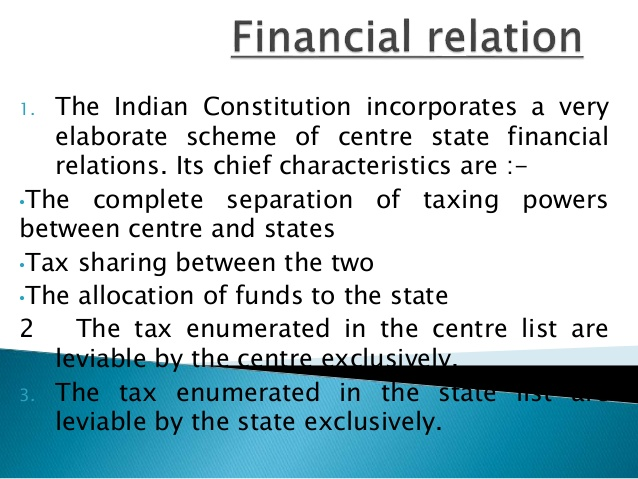 Financial relation
1. The Indian Constitution incorporates a very
elaborate scheme of centre state financial
relations. Its chief characteristics are :-
•The complete separation of taxing powers
between centre and states
•Tax sharing between the two
•The allocation of funds to the state
2 The tax enumerated in the centre list are
leviable by the centre exclusively.
3. The tax enumerated in the state list are
leviable by the state exclusively.